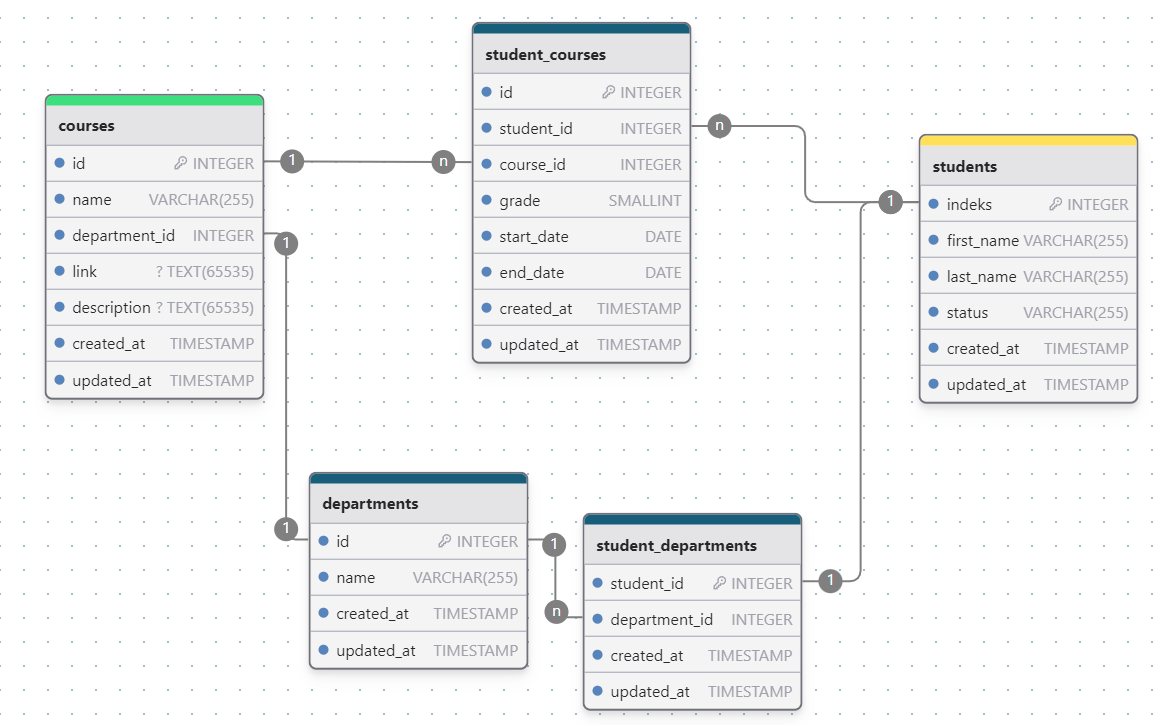 student_courses
id INTEGER
student_id INTEGER
course_id INTEGER
grade SMALLINT
start_date DATE
end_date DATE
created_at TIMESTAMP
updated_at TIMESTAMP
courses
id INTEGER
name VARCHAR(255)
department_id INTEGER
link ? TEXT(65535)
description ? TEXT(65535)
created_at TIMESTAMP
updated_at TIMESTAMP
1
n
n
1
1
students
indeks INTEGER
first_name VARCHAR(255)
last_name VARCHAR(255)
status VARCHAR(255)
created_at TIMESTAMP
updated_at TIMESTAMP
departments
id INTEGER
name VARCHAR(255)
created_at TIMESTAMP
updated_at TIMESTAMP
1
1
n
1
student_departments
student_id INTEGER
department_id INTEGER
created_at TIMESTAMP
updated_at TIMESTAMP